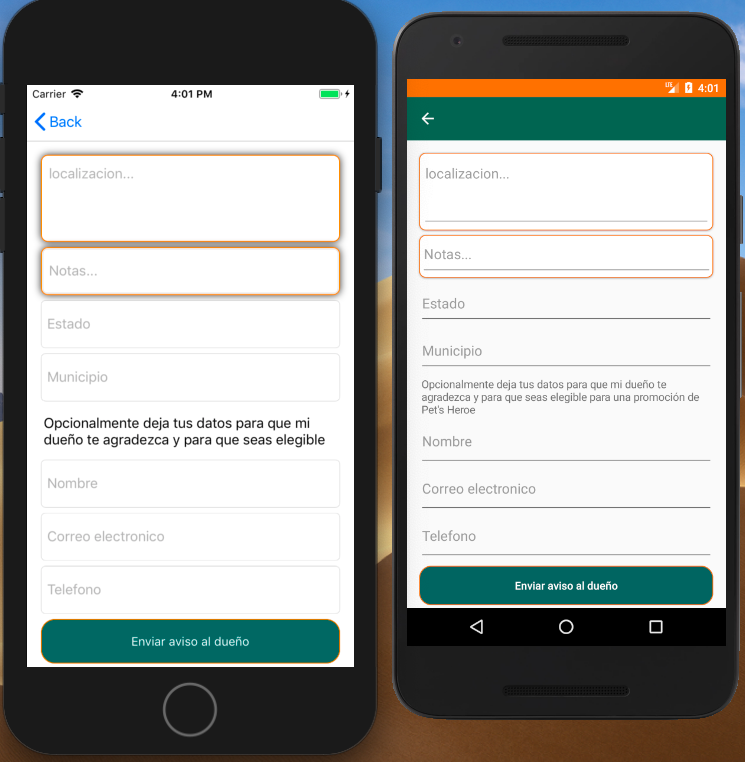 Carrier 4:01 PM
Back
localizacion...
Notas...
Estado
Municipio
Opcionalmente deja tus datos para que mi
dueño te agradezca y para que seas elegible
Nombre
Correo electronico
Telefono
Enviar aviso al dueño
LTE 4:01
localizacion...
Notas...
Estado
Municipio
Opcionalmente deja tus datos para que mi dueño te
agradezca y para que seas elegible para una promoción de
Pet's Heroe
Nombre
Correo electronico
Telefono
Enviar aviso al dueño